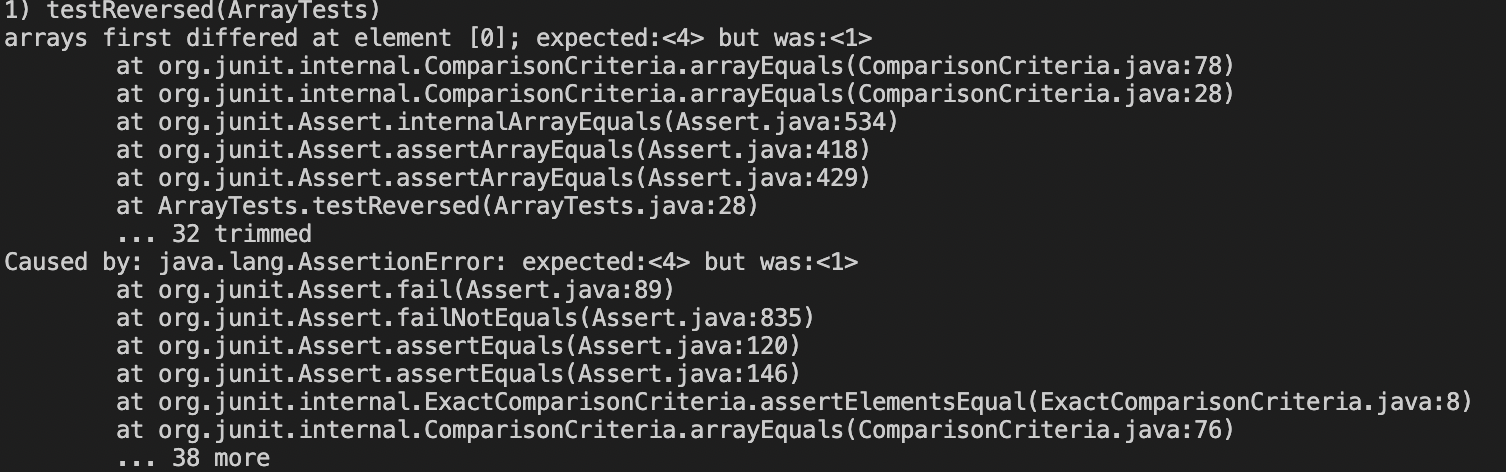 1) testReversed(ArrayTests)
arrays first differed at element [0]; expected:<4> but was:<1>
at org.junit.internal.ComparisonCriteria.arrayEquals(ComparisonCriteria.java:78)
at org.junit.internal.ComparisonCriteria.arrayEquals(ComparisonCriteria.java:28)
at org.junit.Assert.internalArrayEquals(Assert.java:534)
at org.junit.Assert.assertArrayEquals(Assert.java:418)
at org.junit.Assert.assertArrayEquals(Assert.java:429)
at ArrayTests.testReversed(ArrayTests.java:28)
... 32 trimmed
Caused by: java.lang.AssertionError: expected:<4> but was:<1>
at org.junit.Assert.fail(Assert.java:89)
at org.junit.Assert.failNotEquals(Assert.java:835)
at org.junit.Assert.assertEquals(Assert.java:120)
at org.junit.Assert.assertEquals(Assert.java:146)
at org.junit.internal.ExactComparisonCriteria.assertElementsEqual(ExactComparisonCriteria.java:8)
at org.junit.internal.ComparisonCriteria.arrayEquals(ComparisonCriteria.java:76)
... 38 more